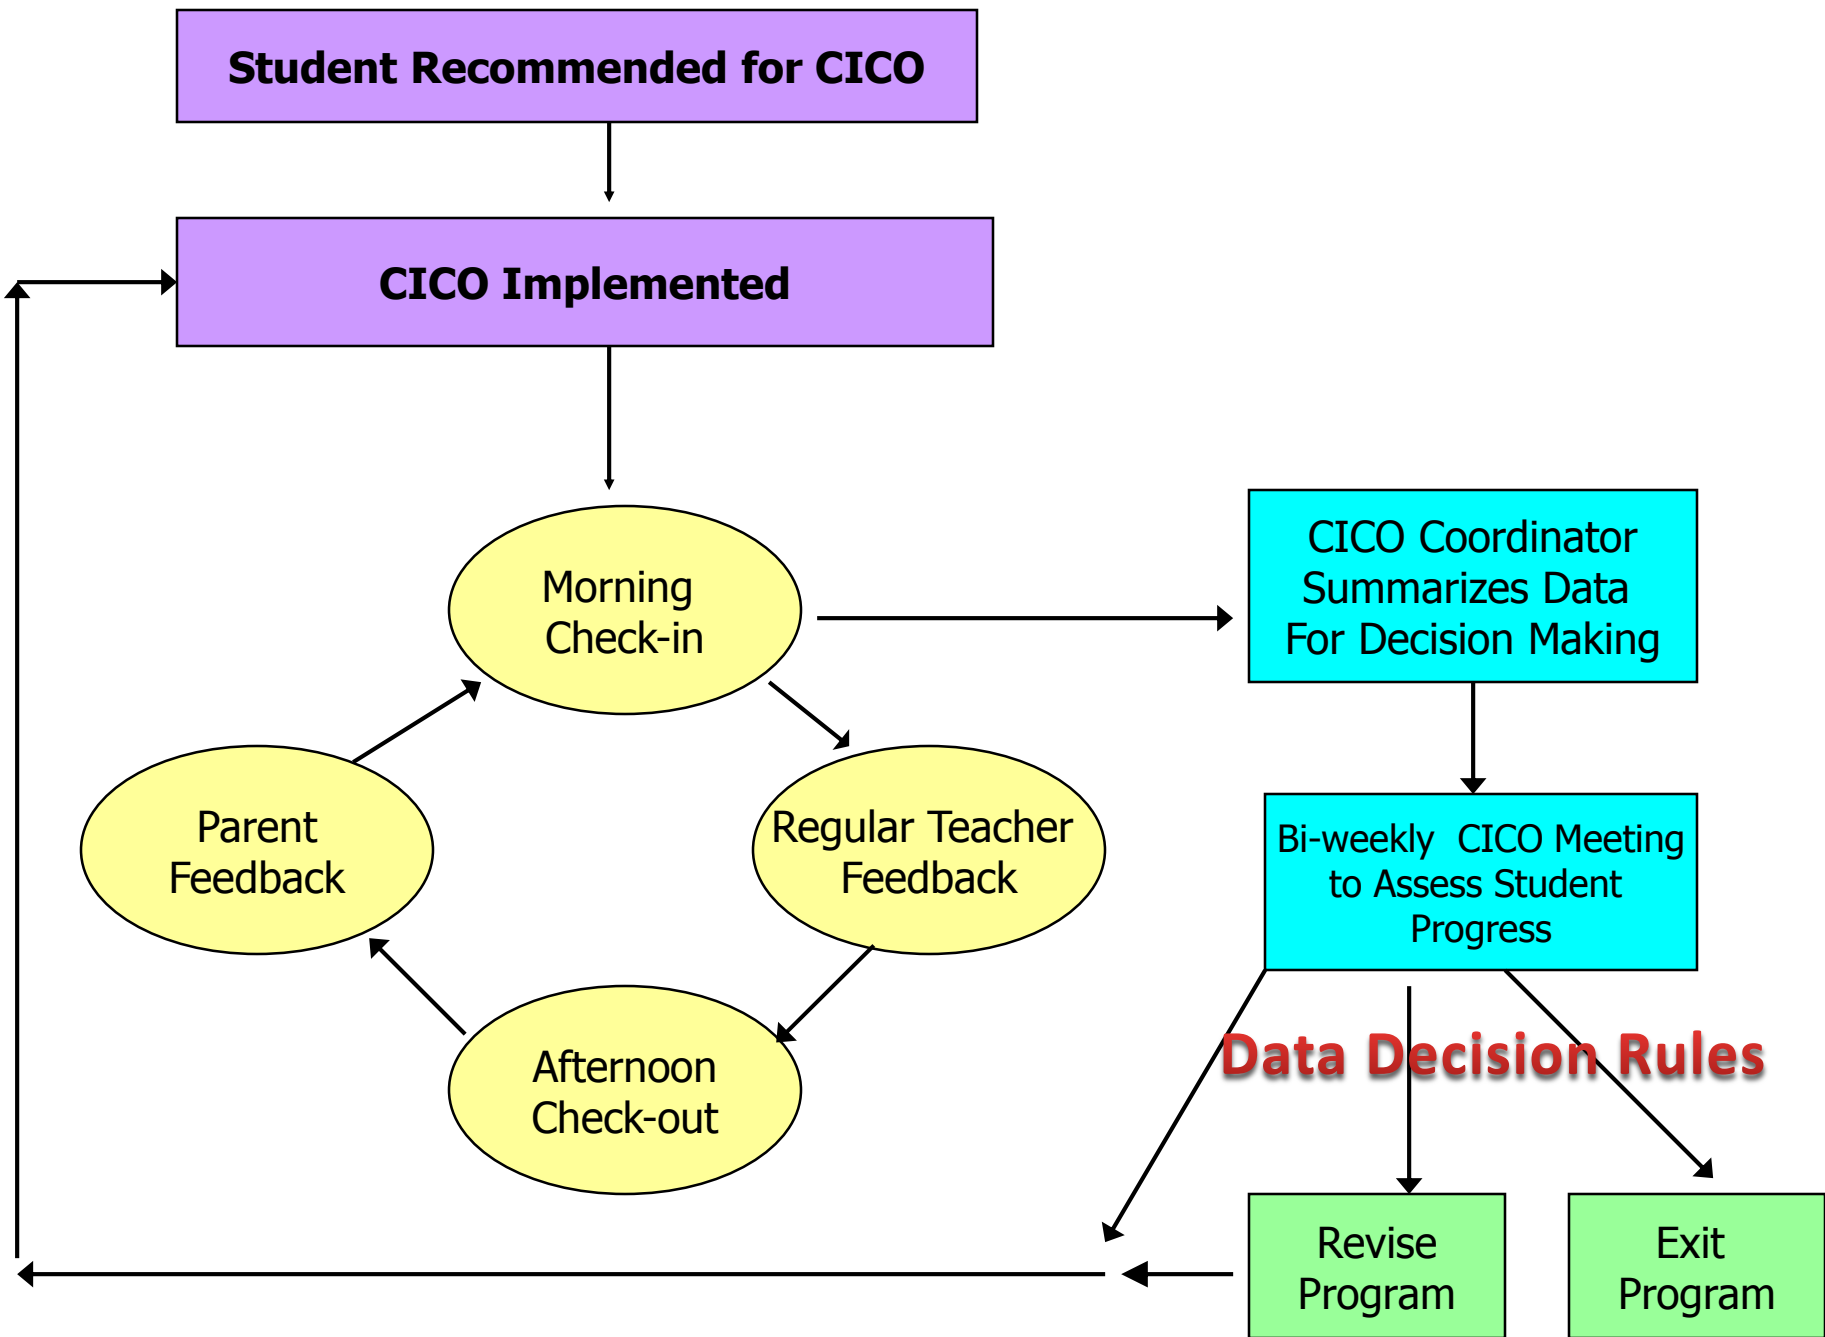 Student Recommended for CICO
CICO Implemented
Morning
Check-in
CICO Coordinator
Summarizes Data
For Decision Making
Parent
Feedback
Regular Teacher
Feedback
Bi-weekly  CICO Meeting
to Assess Student
Progress
Afternoon
Check-out
Data Decision Rules
Revise
Program
Exit
Program